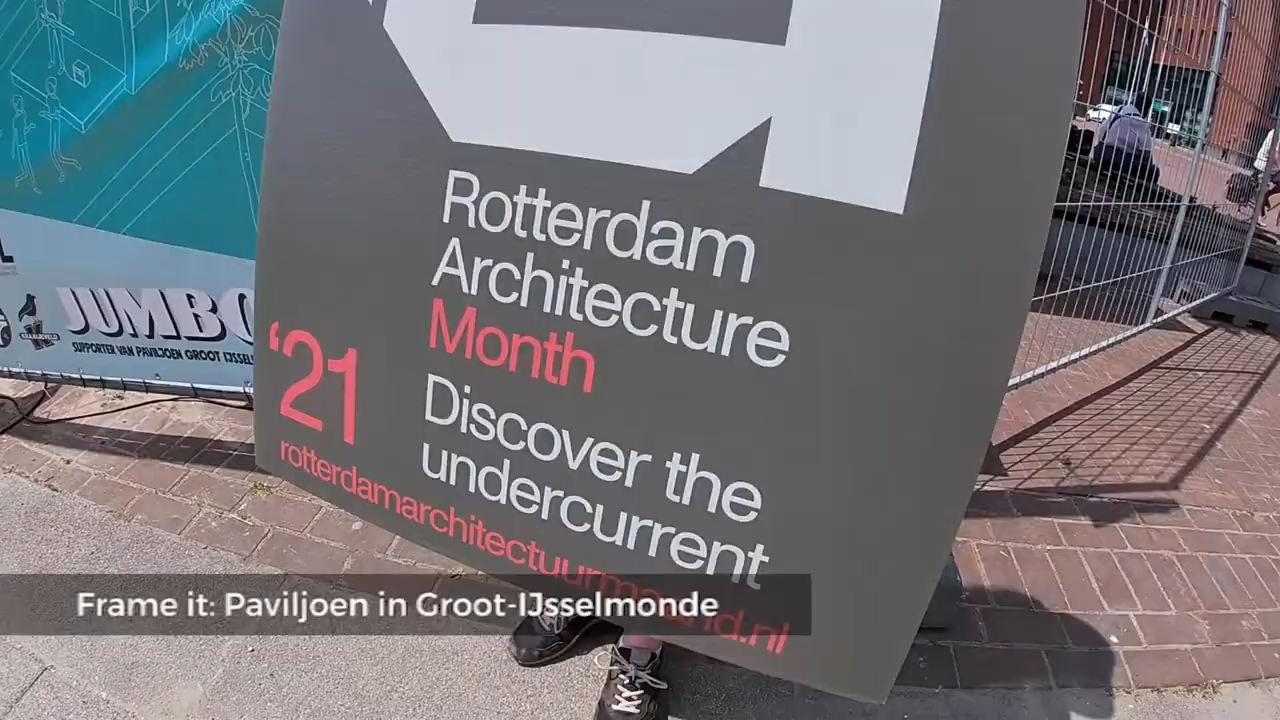 Rotterdam
Architecture
Month
'21
Discover the
undercurrent
rotterdamarchitectuurmaand.nl
JUMBO
SUPPORTER VAN PAVILJOEN GROOT IJSSEL
Frame it: Paviljoen in Groot-IJsselmonde